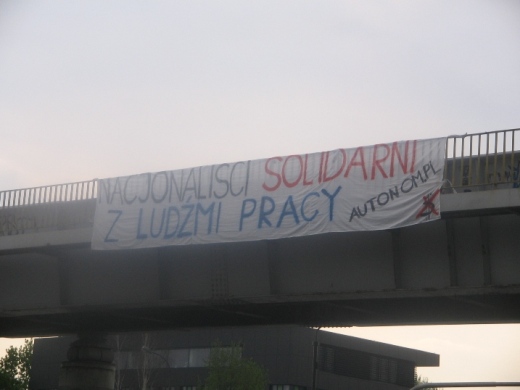 NACJONALIŚCI SOLIDARNI
Z LUDŹMI PRACY
AUTONOM.PL